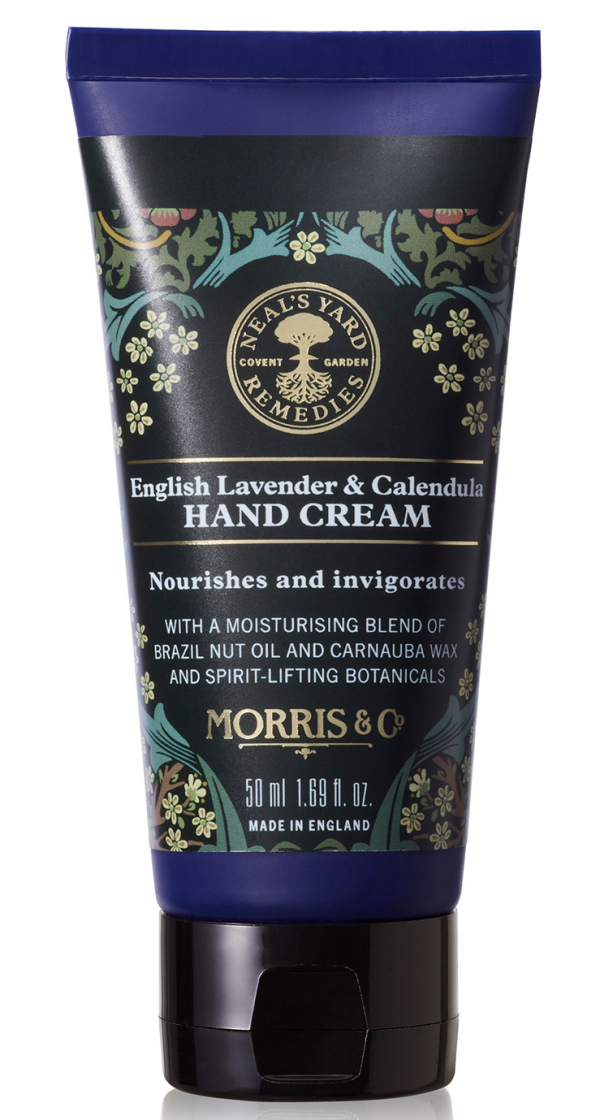 NEAL'S YARD
COVENT GARDEN
REMEDIES
English Lavender & Calendula
HAND CREAM
Nourishes and invigorates
WITH A MOISTURISING BLEND OF
BRAZIL NUT OIL AND CARNAUBA WAX
AND SPIRIT-LIFTING BOTANICALS
MORRIS & Co
50 ml 1.69 fl. oz.
MADE IN ENGLAND